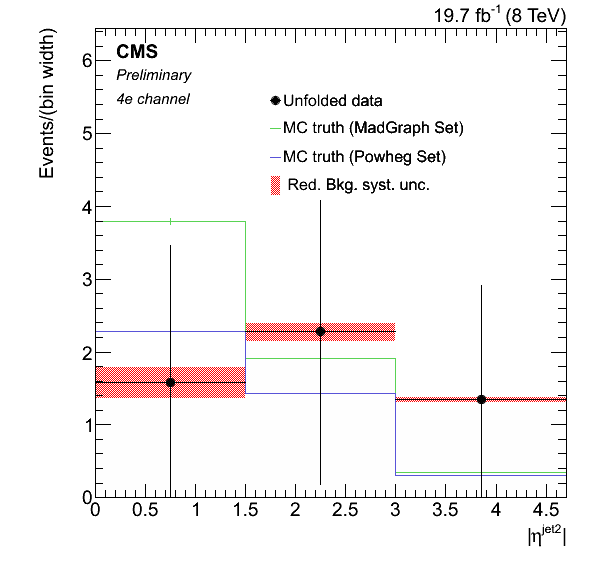 19.7 fb⁻¹ (8 TeV)
CMS
Preliminary
4e channel
Unfolded data
MC truth (MadGraph Set)
MC truth (Powheg Set)
Red. Bkg. syst. unc.
Events/(bin width)
6
5
4
3
2
1
0
0 0.5 1 1.5 2 2.5 3 3.5 4 4.5
|η^jet2|